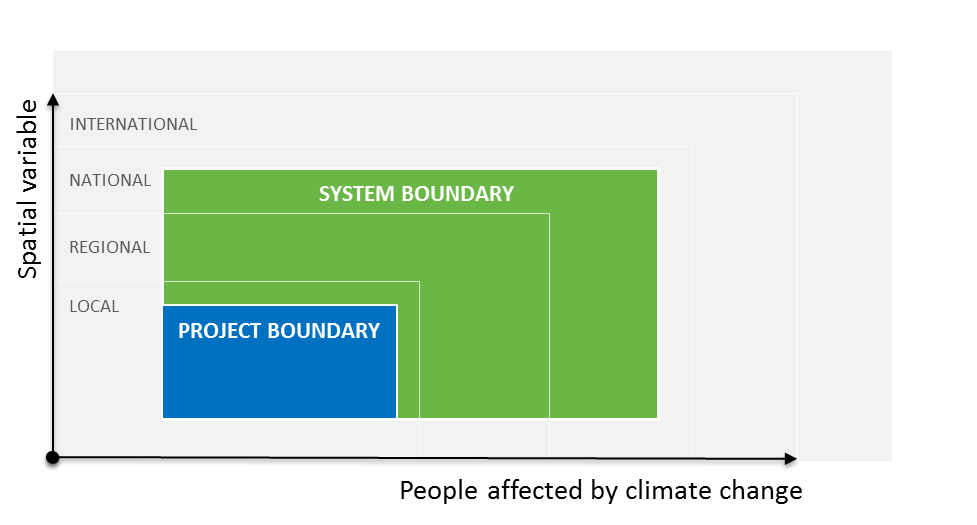 Spatial variable
INTERNATIONAL
NATIONAL
SYSTEM BOUNDARY
REGIONAL
LOCAL
PROJECT BOUNDARY
People affected by climate change